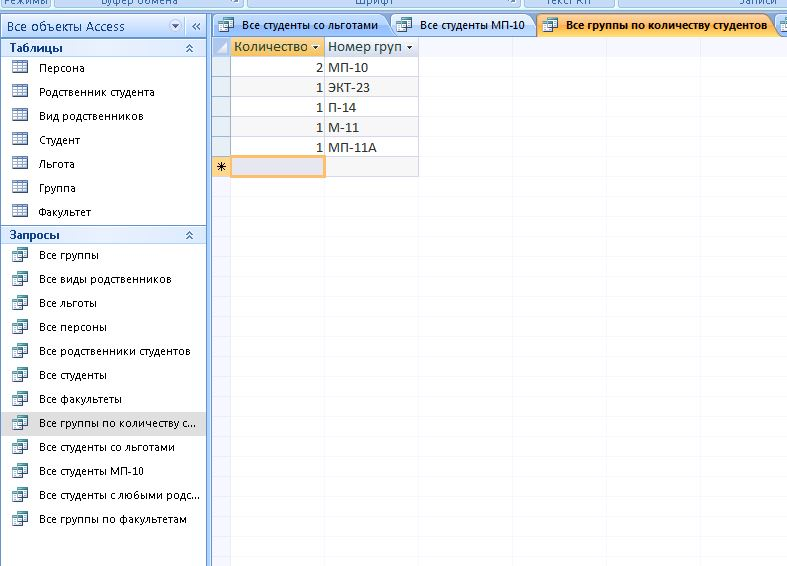 Режимы Буфер обмена Шрифт Текст RTF Записи
Все объекты Access «
Таблицы
Персона
Родственник студента
Вид родственников
Студент
Льгота
Группа
Факультет
Запросы
Все группы
Все виды родственников
Все льготы
Все персоны
Все родственники студентов
Все студенты
Все факультеты
Все группы по количеству с...
Все студенты со льготами
Все студенты МП-10
Все студенты с любыми родс...
Все группы по факультетам
Все студенты со льготами Все студенты МП-10 Все группы по количеству студентов
Количество Номер груп
2 МП-10
1 ЭКТ-23
1 П-14
1 М-11
1 МП-11А